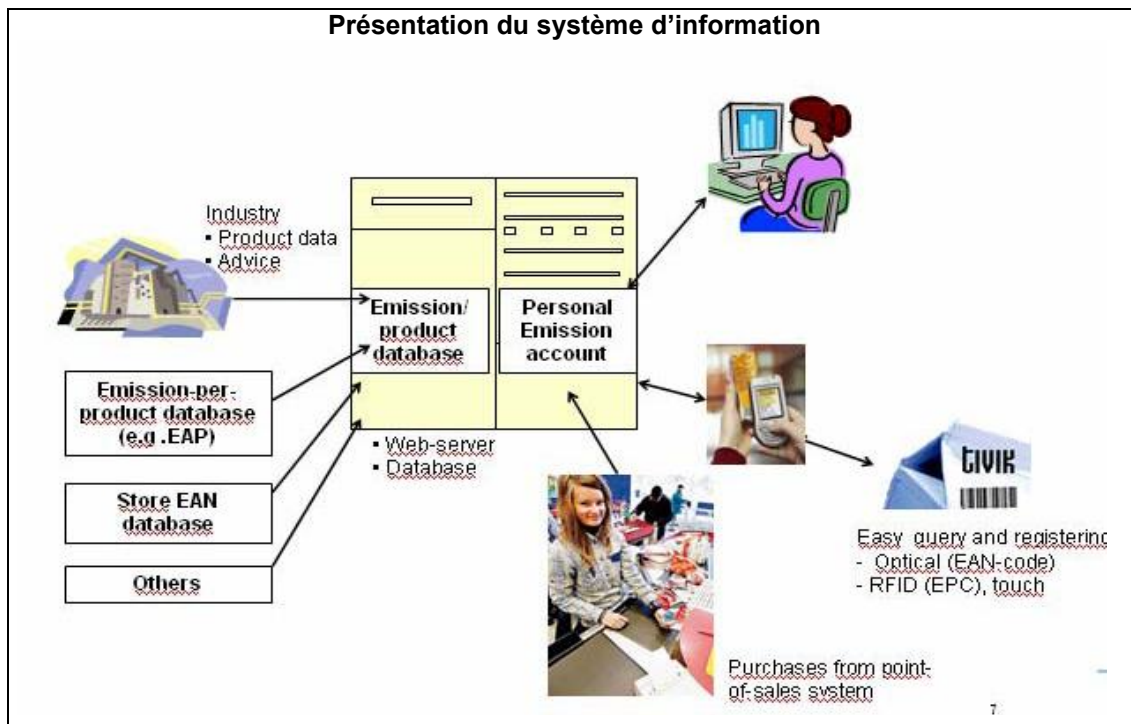 Présentation du système d’information
Industry
▪ Product data
▪ Advice
Emission/
product
database
Personal
Emission
account
Emission-per-
product database
(e.g .EAP)
▪ Web-server
▪ Database
Store EAN
database
Others
tivik
Easy query and registering
- Optical (EAN-code)
- RFID (EPC), touch
Purchases from point-
of-sales system
7